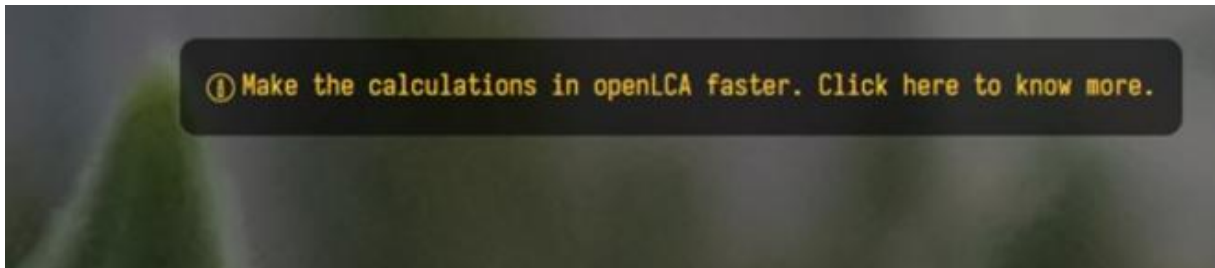 ⓘ Make the calculations in openLCA faster. Click here to know more.